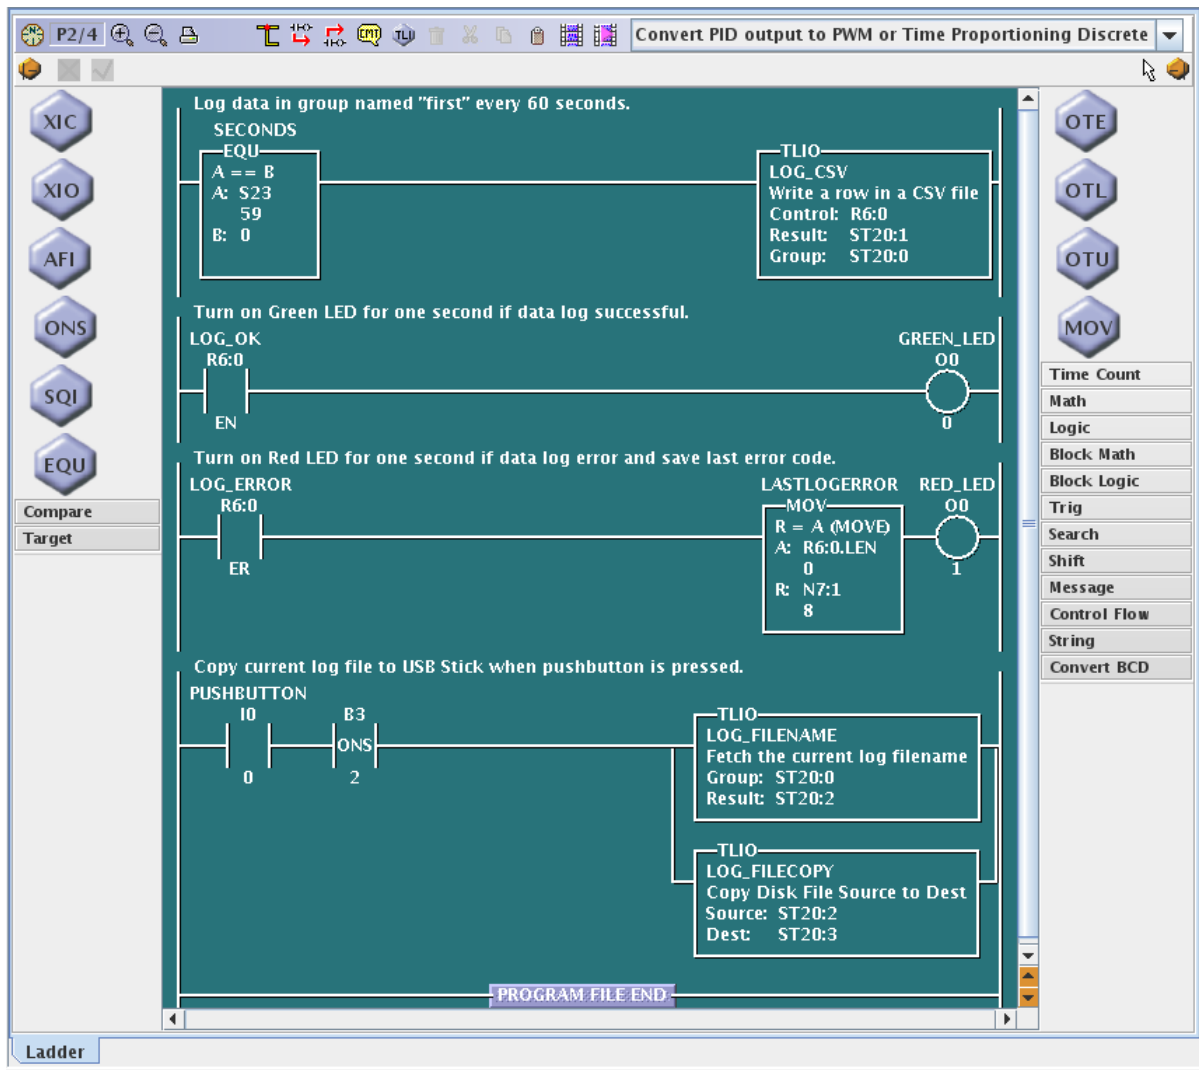 P2/4
CMT
TLI
Convert PID output to PWM or Time Proportioning Discrete
XIC
XIO
AFI
ONS
SQI
EQU
Compare
Target
Log data in group named "first" every 60 seconds.
SECONDS
EQU
A == B
A: S23
59
B: 0
TLIO
LOG_CSV
Write a row in a CSV file
Control: R6:0
Result: ST20:1
Group: ST20:0
Turn on Green LED for one second if data log successful.
LOG_OK
R6:0
EN
GREEN_LED
O0
0
Turn on Red LED for one second if data log error and save last error code.
LOG_ERROR
R6:0
ER
LASTLOGERROR
MOV
R = A (MOVE)
A: R6:0.LEN
0
R: N7:1
8
RED_LED
O0
1
Copy current log file to USB Stick when pushbutton is pressed.
PUSHBUTTON
I0
0
B3
ONS
2
TLIO
LOG_FILENAME
Fetch the current log filename
Group: ST20:0
Result: ST20:2
TLIO
LOG_FILECOPY
Copy Disk File Source to Dest
Source: ST20:2
Dest: ST20:3
PROGRAM FILE END
OTE
OTL
OTU
MOV
Time Count
Math
Logic
Block Math
Block Logic
Trig
Search
Shift
Message
Control Flow
String
Convert BCD
Ladder